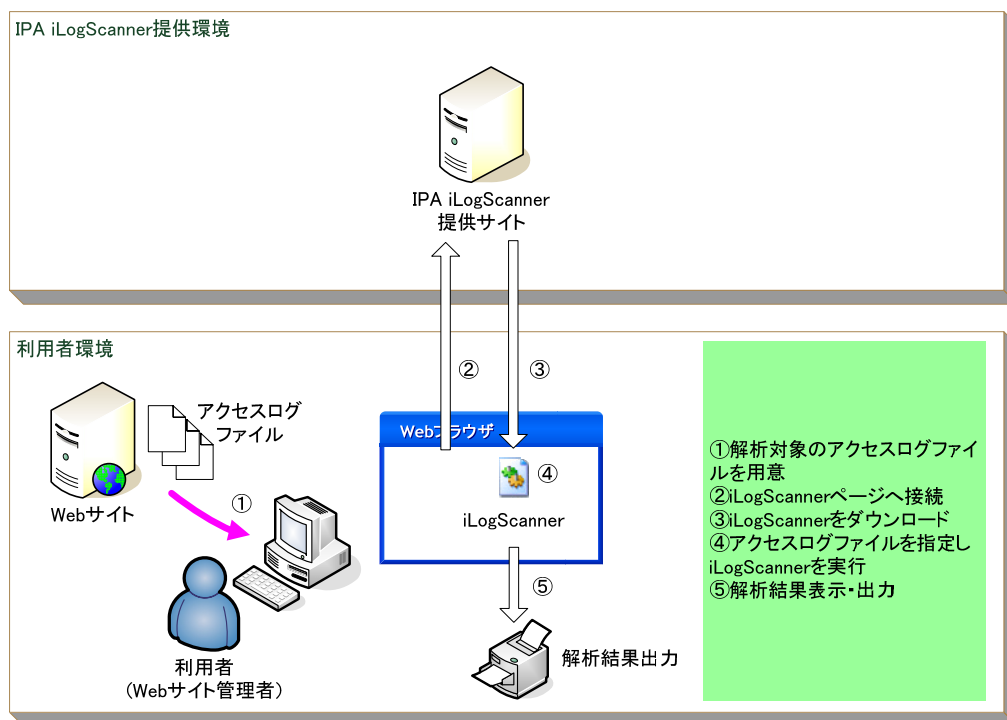 IPA iLogScanner提供環境
IPA iLogScanner
提供サイト
利用者環境
②
③
アクセスログ
ファイル
Webサイト
①
利用者
(Webサイト管理者)
Webブラウザ
④
iLogScanner
⑤
解析結果出力
①解析対象のアクセスログファイ
ルを用意
②iLogScannerページへ接続
③iLogScannerをダウンロード
④アクセスログファイルを指定し
iLogScannerを実行
⑤解析結果表示・出力